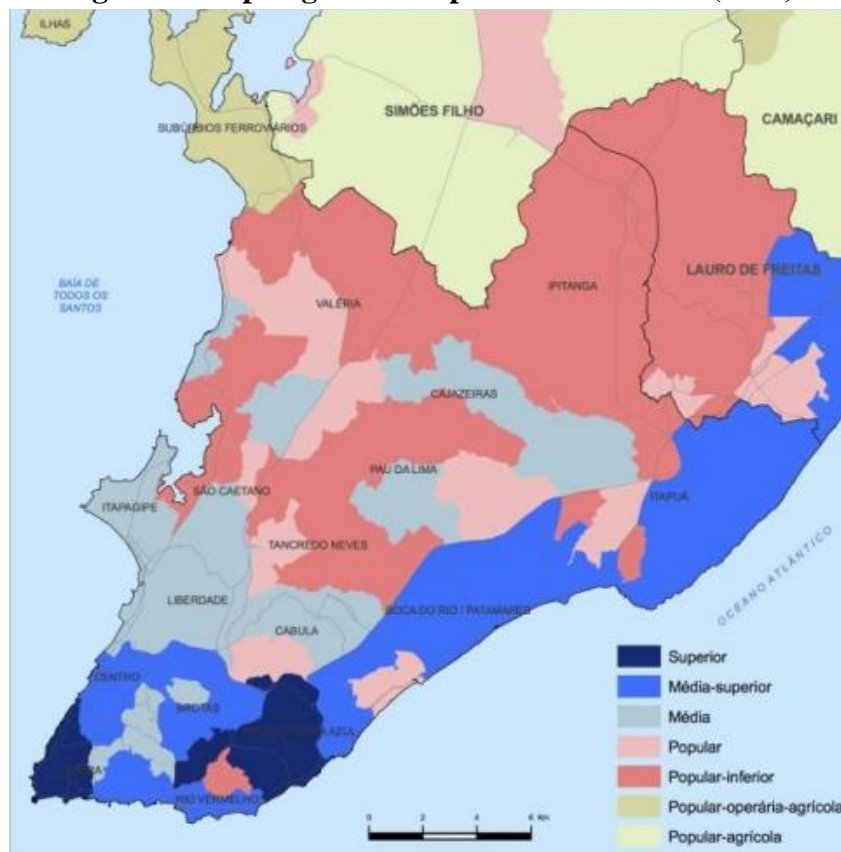 ILHAS
SUBÚRBIOS FERROVIÁRIOS
SIMÕES FILHO
CAMAÇARI
BAÍA DE
TODOS OS
SANTOS
VALÉRIA
IPITANGA
LAURO DE FREITAS
CAJAZEIRAS
PAU DA LIMA
ITAPAGIPE
SÃO CAETANO
ITAPUÃ
TANCREDO NEVES
LIBERDADE
CABULA
BOCA DO RIO / PATAMARES
OCEANO ATLÂNTICO
CENTRO
BROTAS
AZUL
RIO VERMELHO
Superior
Média-superior
Média
Popular
Popular-inferior
Popular-operária-agrícola
Popular-agrícola
0 2 4 6 Km